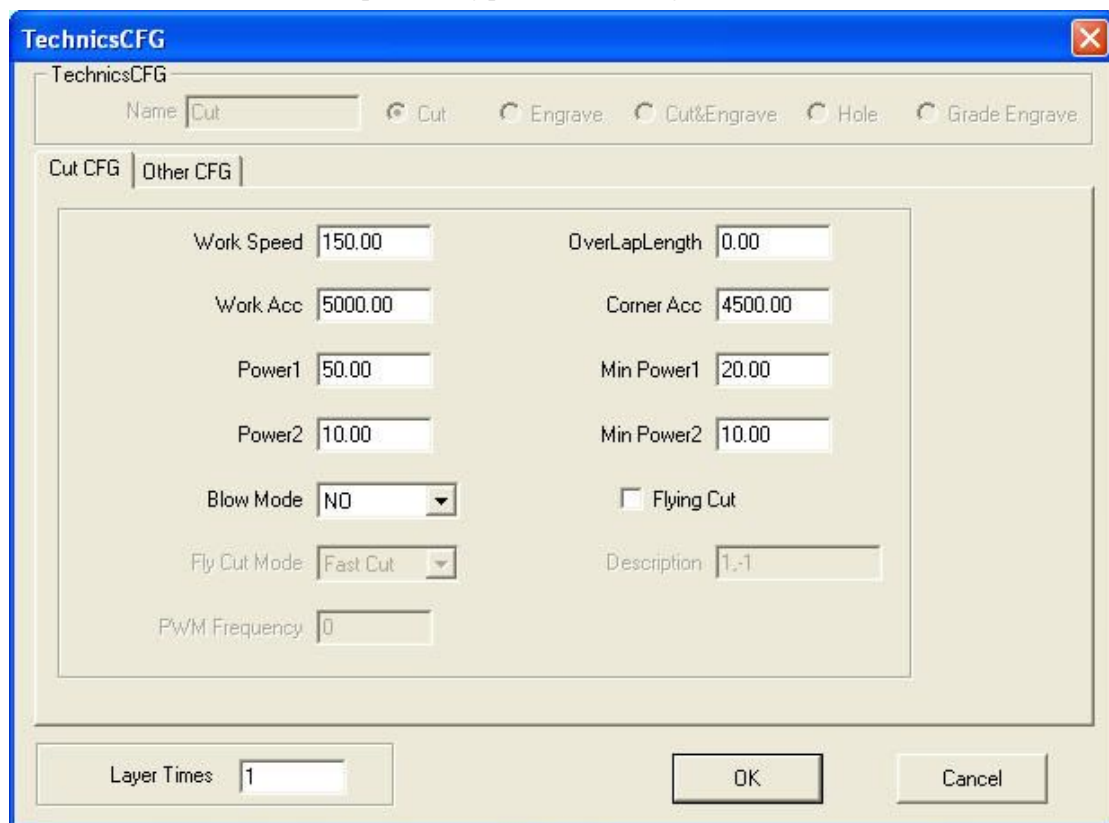 TechnicsCFG
TechnicsCFG
Name Cut Cut Engrave Cut&Engrave Hole Grade Engrave
Cut CFG Other CFG
Work Speed 150.00 OverLapLength 0.00
Work Acc 5000.00 Corner Acc 4500.00
Power1 50.00 Min Power1 20.00
Power2 10.00 Min Power2 10.00
Blow Mode NO Flying Cut
Fly Cut Mode Fast Cut Description 1,-1
PWM Frequency 0
Layer Times 1 OK Cancel